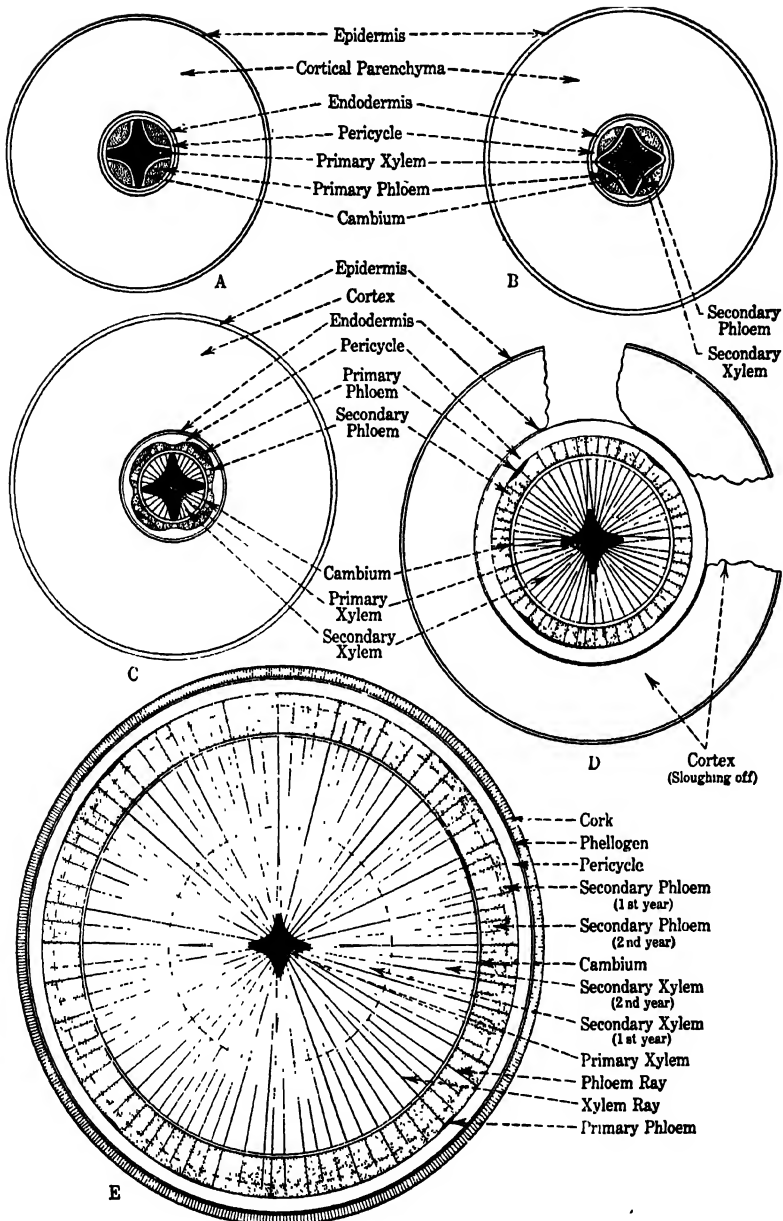 Epidermis
Cortical Parenchyma
Endodermis
Pericycle
Primary Xylem
Primary Phloem
Cambium
A
B
Secondary
Phloem
Secondary
Xylem
Epidermis
Cortex
Endodermis
Pericycle
Primary
Phloem
Secondary
Phloem
Cambium
Primary
Xylem
Secondary
Xylem
C
D
Cortex
(Sloughing off)
Cork
Phellogen
Pericycle
Secondary Phloem
(1st year)
Secondary Phloem
(2nd year)
Cambium
Secondary Xylem
(2nd year)
Secondary Xylem
(1st year)
Primary Xylem
Phloem Ray
Xylem Ray
Primary Phloem
E